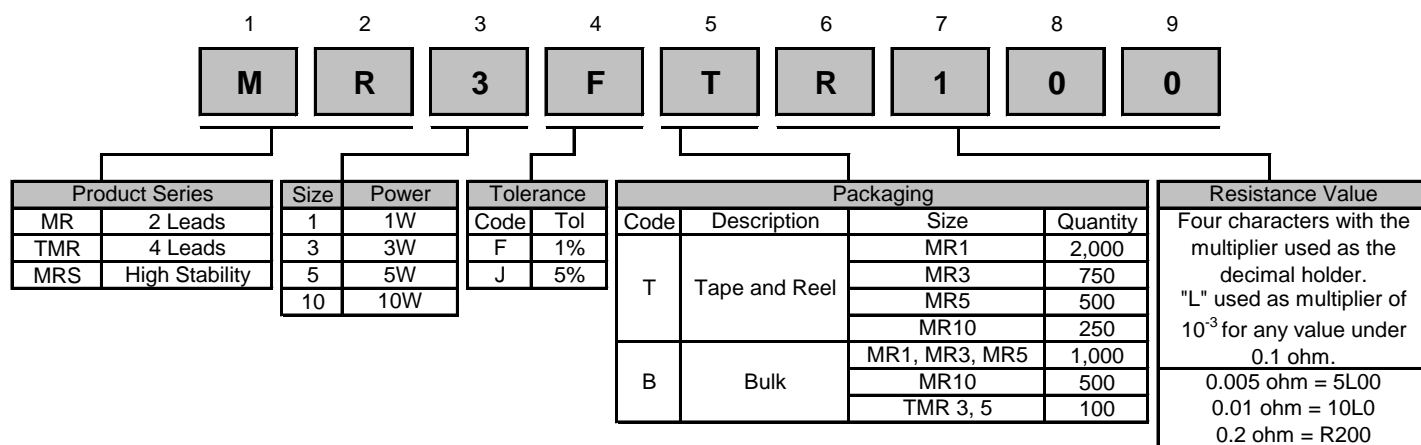 1 2 3 4 5 6 7 8 9
M R 3 F T R 1 0 0
Product Series
MR 2 Leads
TMR 4 Leads
MRS High Stability
Size Power
1 1W
3 3W
5 5W
10 10W
Tolerance
Code Tol
F 1%
J 5%
Packaging
Code Description Size Quantity
T Tape and Reel
MR1 2,000
MR3 750
MR5 500
MR10 250
B Bulk
MR1, MR3, MR5 1,000
MR10 500
TMR 3, 5 100
Resistance Value
Four characters with the
multiplier used as the
decimal holder.
"L" used as multiplier of
10⁻³ for any value under
0.1 ohm.
0.005 ohm = 5L00
0.01 ohm = 10L0
0.2 ohm = R200